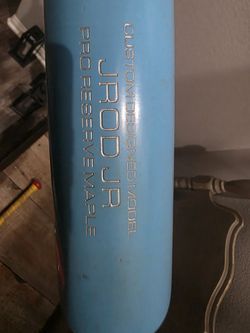 CUSTOM DESIGNED MODEL
JROD JR
PRO RESERVE MAPLE